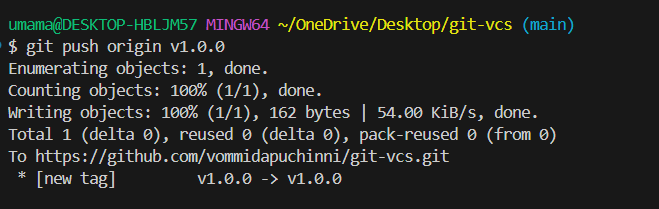 umama@DESKTOP-HBLJM57 MINGW64 ~/OneDrive/Desktop/git-vcs (main)
$ git push origin v1.0.0
Enumerating objects: 1, done.
Counting objects: 100% (1/1), done.
Writing objects: 100% (1/1), 162 bytes | 54.00 KiB/s, done.
Total 1 (delta 0), reused 0 (delta 0), pack-reused 0 (from 0)
To https://github.com/vommidapuchinni/git-vcs.git
 * [new tag]         v1.0.0 -> v1.0.0